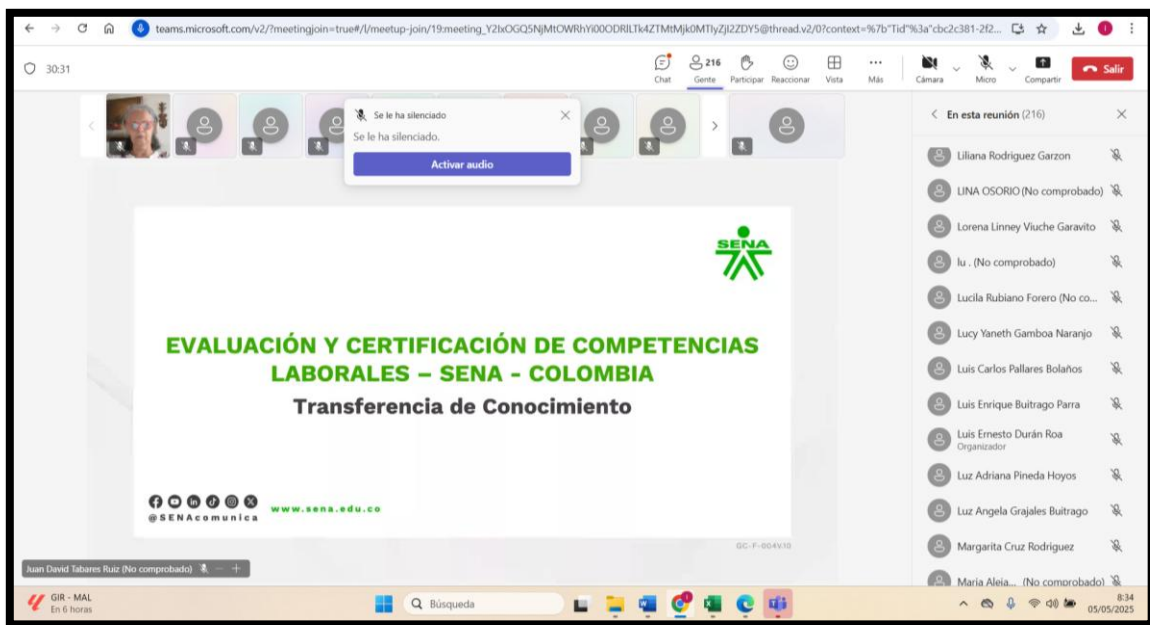 teams.microsoft.com/v2/?meetingjoin=true#/l/meetup-join/19:meeting_Y2IxOGQ5NjMtOWRhYi00ODRlLTk4ZTMtMjk0MTIyZjI2ZDY5@thread.v2/0?context=%7b"Tid"%3a"cbc2c381-2f2...
30:31
Chat
216
Gente
Participar
Reaccionar
Vista
Más
Cámara
Micro
Compartir
Salir
Se le ha silenciado
Se le ha silenciado.
Activar audio
SENA
EVALUACIÓN Y CERTIFICACIÓN DE COMPETENCIAS
LABORALES – SENA - COLOMBIA
Transferencia de Conocimiento
@SENAcomunica
www.sena.edu.co
GC-F-004V.10
Juan David Tabares Ruiz (No comprobado)
En esta reunión (216)
Liliana Rodriguez Garzon
LINA OSORIO (No comprobado)
Lorena Linney Viuche Garavito
lu . (No comprobado)
Lucila Rubiano Forero (No co...
Lucy Yaneth Gamboa Naranjo
Luis Carlos Pallares Bolaños
Luis Enrique Buitrago Parra
Luis Ernesto Durán Roa
Organizador
Luz Adriana Pineda Hoyos
Luz Angela Grajales Buitrago
Margarita Cruz Rodriguez
Maria Aleja... (No comprobado)
GIR - MAL
En 6 horas
Búsqueda
8:34
05/05/2025